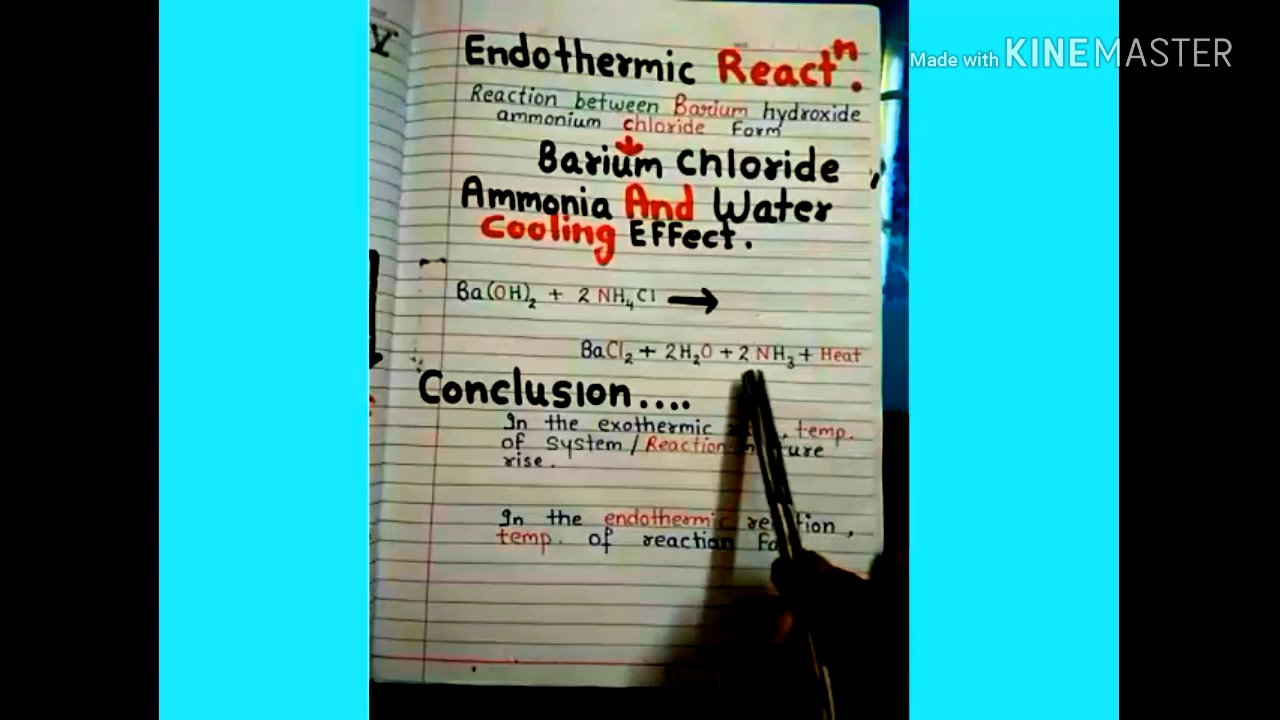 Made with KINEMASTER
Endothermic Reactⁿ.
Reaction between Barium hydroxide
ammonium chloride Form
Barium Chloride,
Ammonia And Water
Cooling Effect.
Ba(OH)₂ + 2 NH₄Cl →
BaCl₂ + 2H₂O + 2 NH₃ + Heat
Conclusion....
In the exothermic , temp.
of system / Reaction
rise.
In the endothermic ,
temp. of reaction